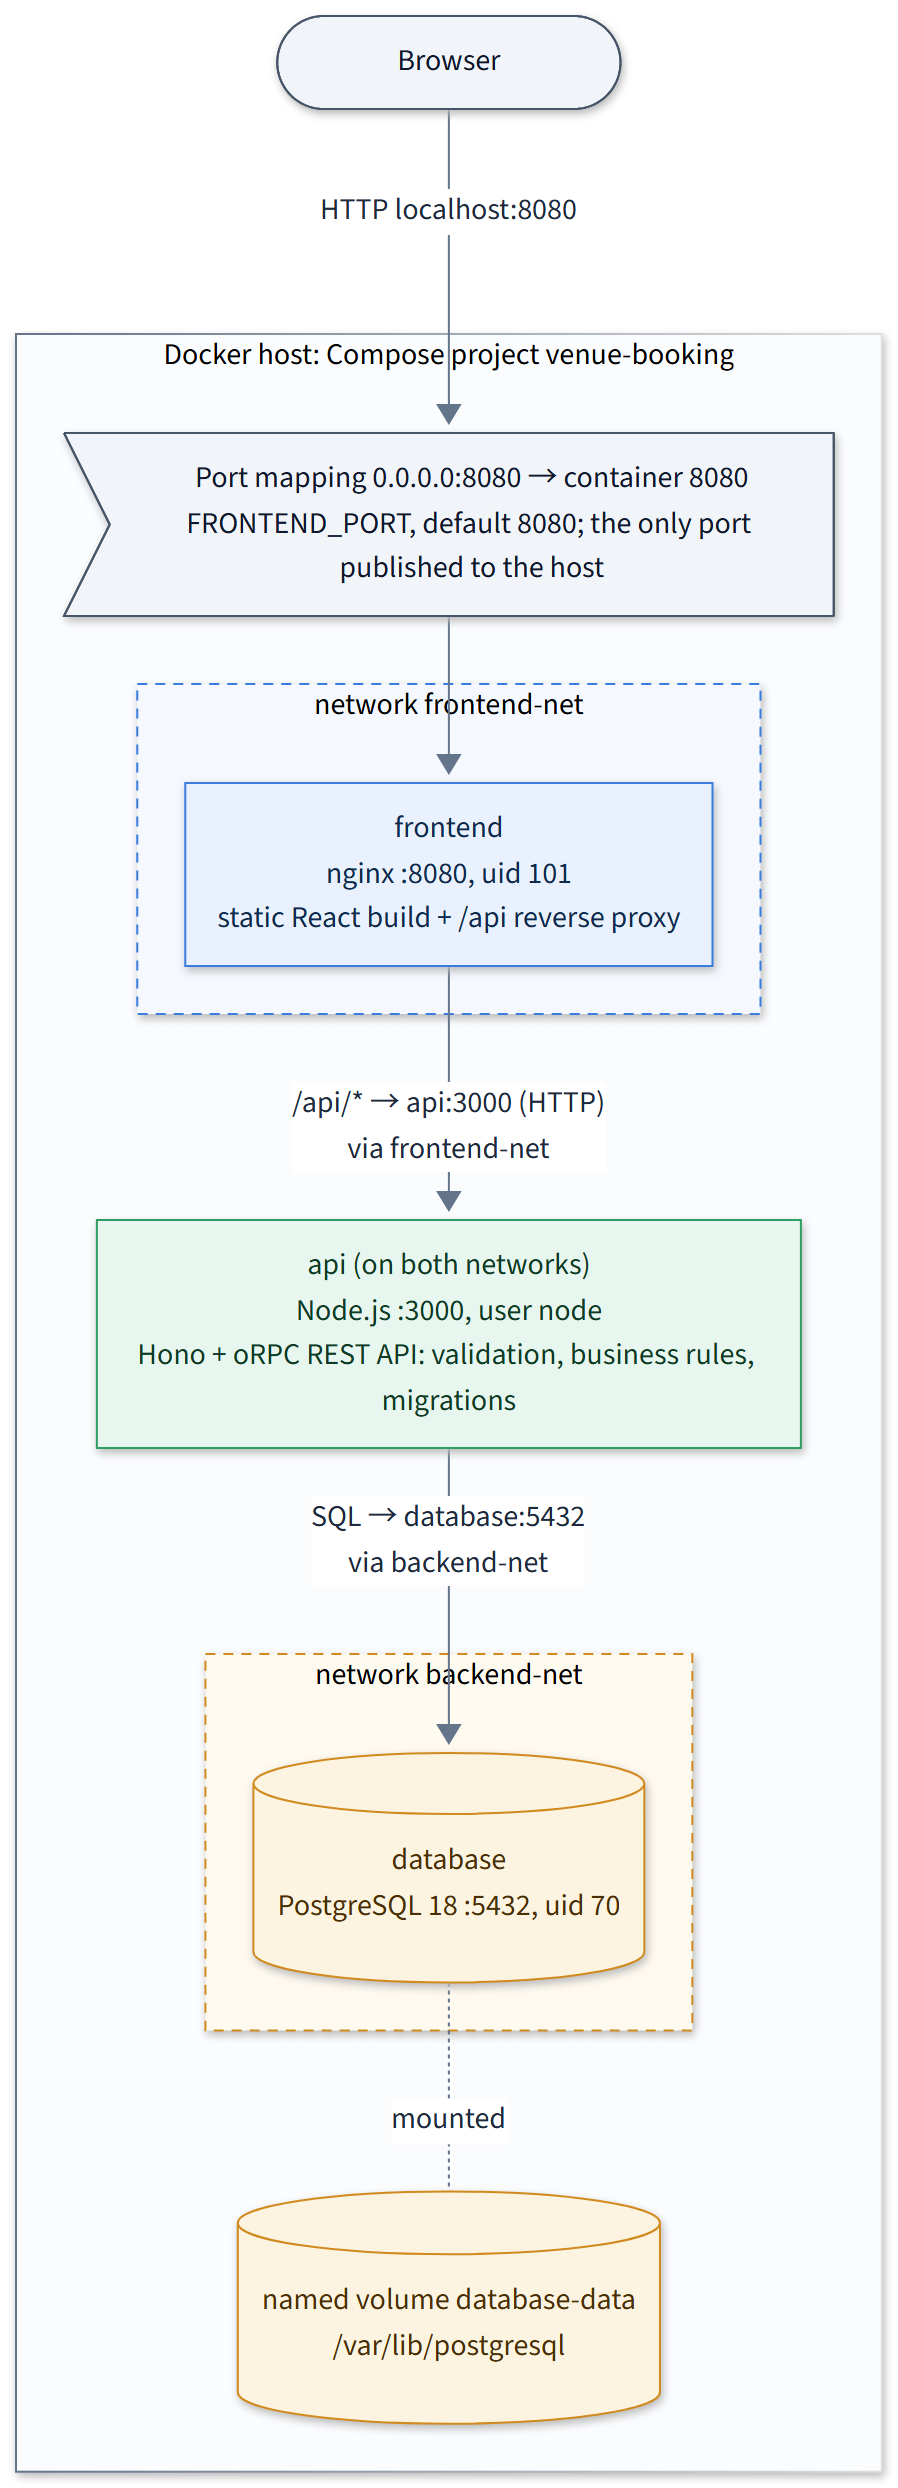 Browser
HTTP localhost:8080
Docker host: Compose project venue-booking
Port mapping 0.0.0.0:8080 → container 8080
FRONTEND_PORT, default 8080; the only port
published to the host
network frontend-net
frontend
nginx :8080, uid 101
static React build + /api reverse proxy
/api/* → api:3000 (HTTP)
via frontend-net
api (on both networks)
Node.js :3000, user node
Hono + oRPC REST API: validation, business rules,
migrations
SQL → database:5432
via backend-net
network backend-net
database
PostgreSQL 18 :5432, uid 70
mounted
named volume database-data
/var/lib/postgresql